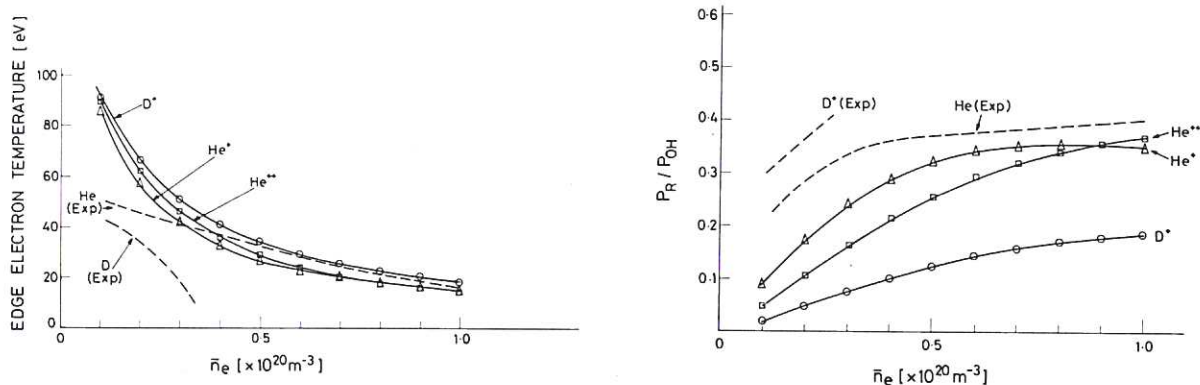 EDGE ELECTRON TEMPERATURE [eV]
100
80
60
40
20
0
D⁺
He⁺
He⁺⁺
He
(Exp)
D
(Exp)
0
0·5
1·0
n̄e [×10²⁰m⁻³]
PR / POH
0·6
0·5
0·4
0·3
0·2
0·1
D⁺(Exp)
He(Exp)
He⁺⁺
He⁺
D⁺
0
0·5
1·0
n̄e [×10²⁰m⁻³]